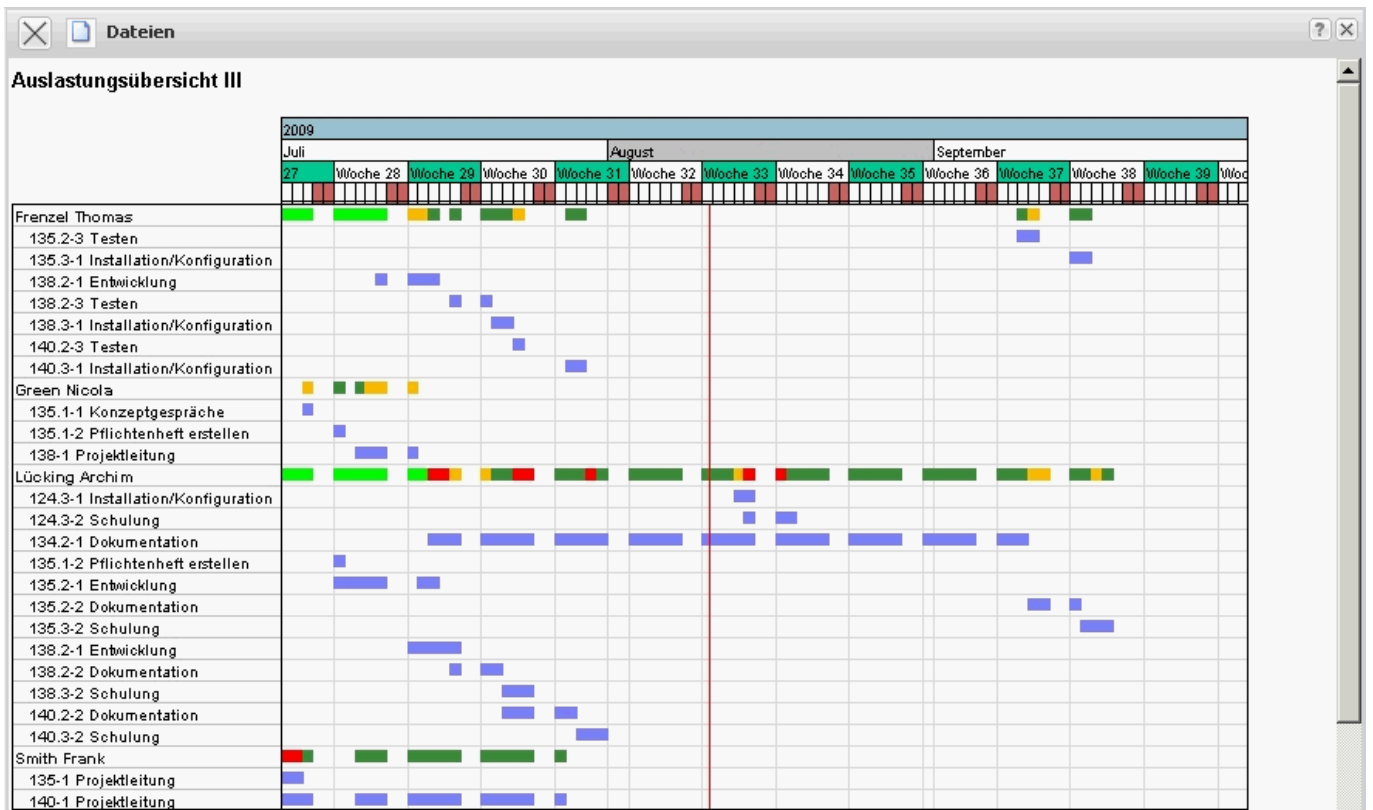 Dateien
?
Auslastungsübersicht III
2009
Juli August September
27 Woche 28 Woche 29 Woche 30 Woche 31 Woche 32 Woche 33 Woche 34 Woche 35 Woche 36 Woche 37 Woche 38 Woche 39 Woc
Frenzel Thomas
135.2-3 Testen
135.3-1 Installation/Konfiguration
138.2-1 Entwicklung
138.2-3 Testen
138.3-1 Installation/Konfiguration
140.2-3 Testen
140.3-1 Installation/Konfiguration
Green Nicola
135.1-1 Konzeptgespräche
135.1-2 Pflichtenheft erstellen
138-1 Projektleitung
Lücking Archim
124.3-1 Installation/Konfiguration
124.3-2 Schulung
134.2-1 Dokumentation
135.1-2 Pflichtenheft erstellen
135.2-1 Entwicklung
135.2-2 Dokumentation
135.3-2 Schulung
138.2-1 Entwicklung
138.2-2 Dokumentation
138.3-2 Schulung
140.2-2 Dokumentation
140.3-2 Schulung
Smith Frank
135-1 Projektleitung
140-1 Projektleitung